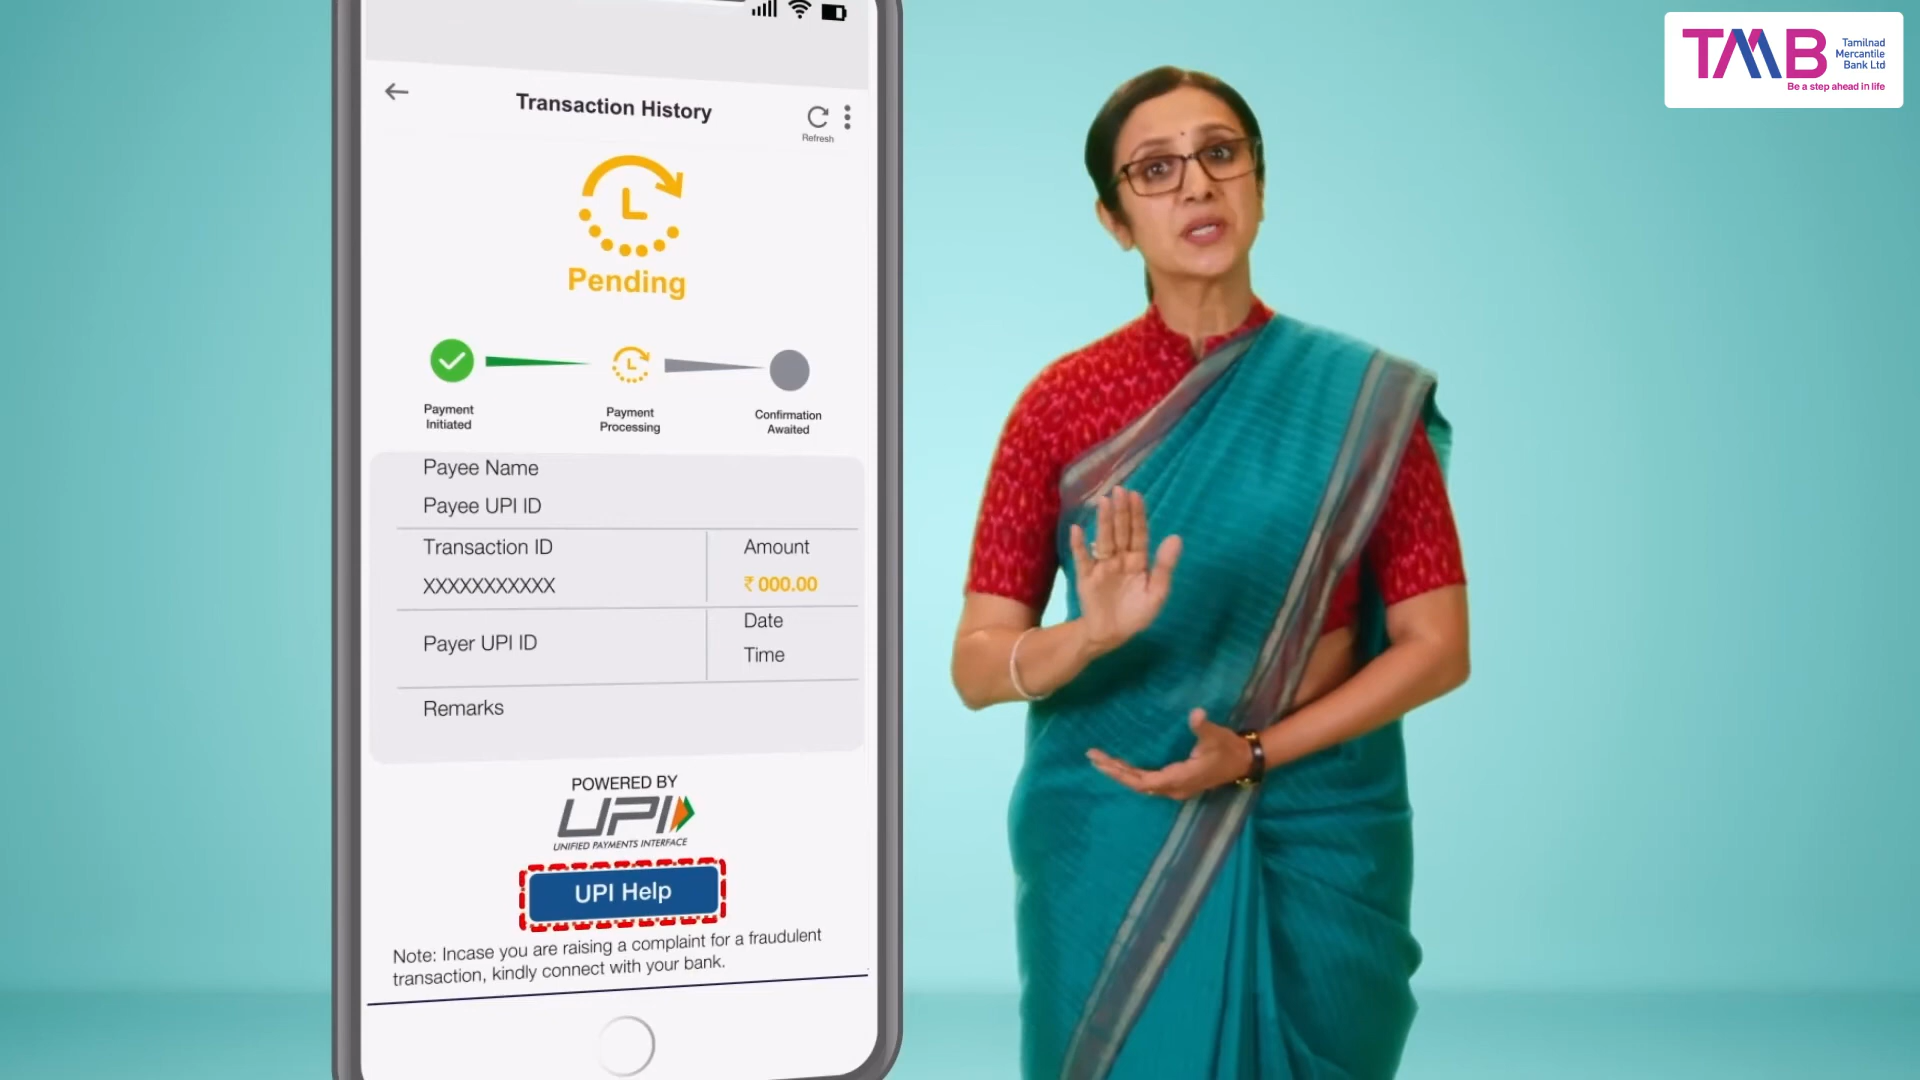 TMB
Tamilnad
Mercantile
Bank Ltd
Be a step ahead in life
Transaction History
Refresh
Pending
Payment
Initiated
Payment
Processing
Confirmation
Awaited
Payee Name
Payee UPI ID
Transaction ID
Amount
XXXXXXXXXXX
₹ 000.00
Payer UPI ID
Date
Time
Remarks
POWERED BY
UPI
UNIFIED PAYMENTS INTERFACE
UPI Help
Note: Incase you are raising a complaint for a fraudulent
transaction, kindly connect with your bank.